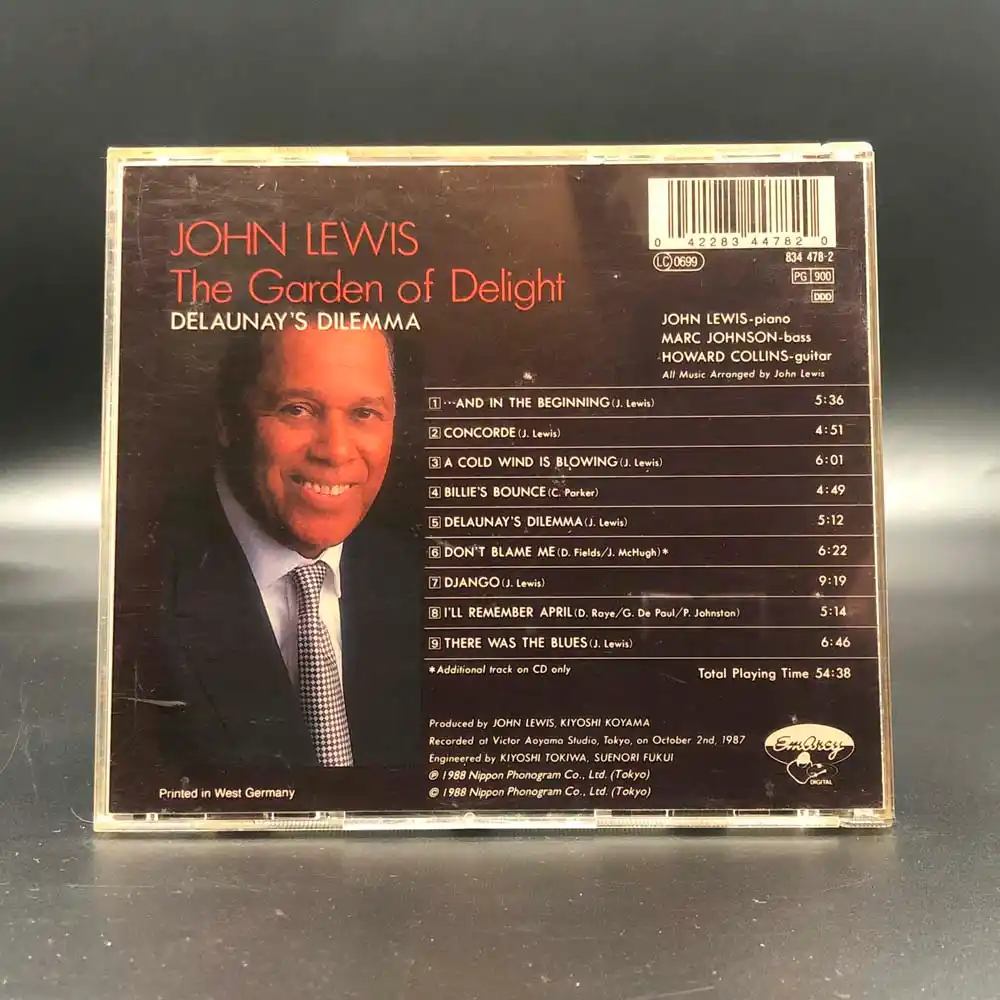 JOHN LEWIS
The Garden of Delight
DELAUNAY'S DILEMMA
0 42283 44782 0
LC 0699
834 478-2
PG 900
DDD
JOHN LEWIS-piano
MARC JOHNSON-bass
HOWARD COLLINS-guitar
All Music Arranged by John Lewis
1 ···AND IN THE BEGINNING (J. Lewis) 5:36
2 CONCORDE (J. Lewis) 4:51
3 A COLD WIND IS BLOWING (J. Lewis) 6:01
4 BILLIE'S BOUNCE (C. Parker) 4:49
5 DELAUNAY'S DILEMMA (J. Lewis) 5:12
6 DON'T BLAME ME (D. Fields/J. McHugh)* 6:22
7 DJANGO (J. Lewis) 9:19
8 I'LL REMEMBER APRIL (D. Raye/G. De Paul/P. Johnston) 5:14
9 THERE WAS THE BLUES (J. Lewis) 6:46
*Additional track on CD only
Total Playing Time 54:38
Produced by JOHN LEWIS, KIYOSHI KOYAMA
Recorded at Victor Aoyama Studio, Tokyo, on October 2nd, 1987
Engineered by KIYOSHI TOKIWA, SUENORI FUKUI
℗ 1988 Nippon Phonogram Co., Ltd. (Tokyo)
© 1988 Nippon Phonogram Co., Ltd. (Tokyo)
EmArcy
DIGITAL
Printed in West Germany